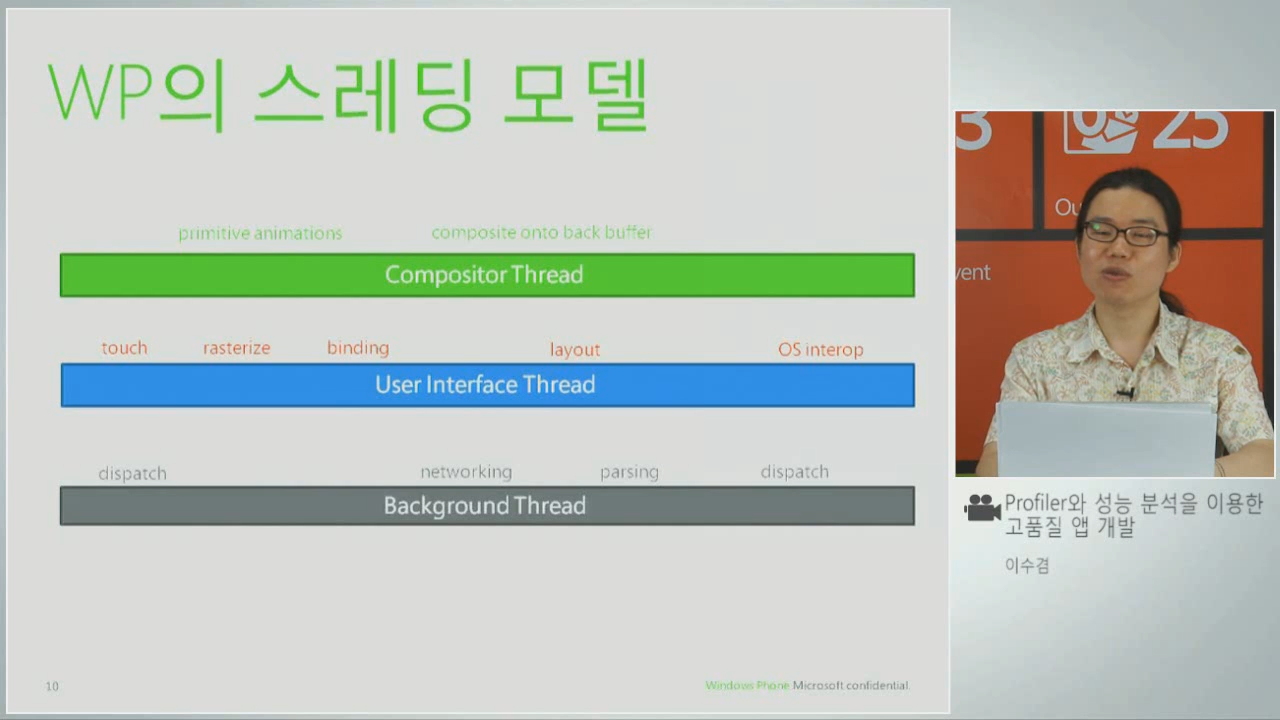 WP의 스레딩 모델
primitive animations composite onto back buffer
Compositor Thread
touch rasterize binding layout OS interop
User Interface Thread
dispatch networking parsing dispatch
Background Thread
10
Windows Phone Microsoft confidential.
3 25
vent
Profiler와 성능 분석을 이용한
고품질 앱 개발
이수겸